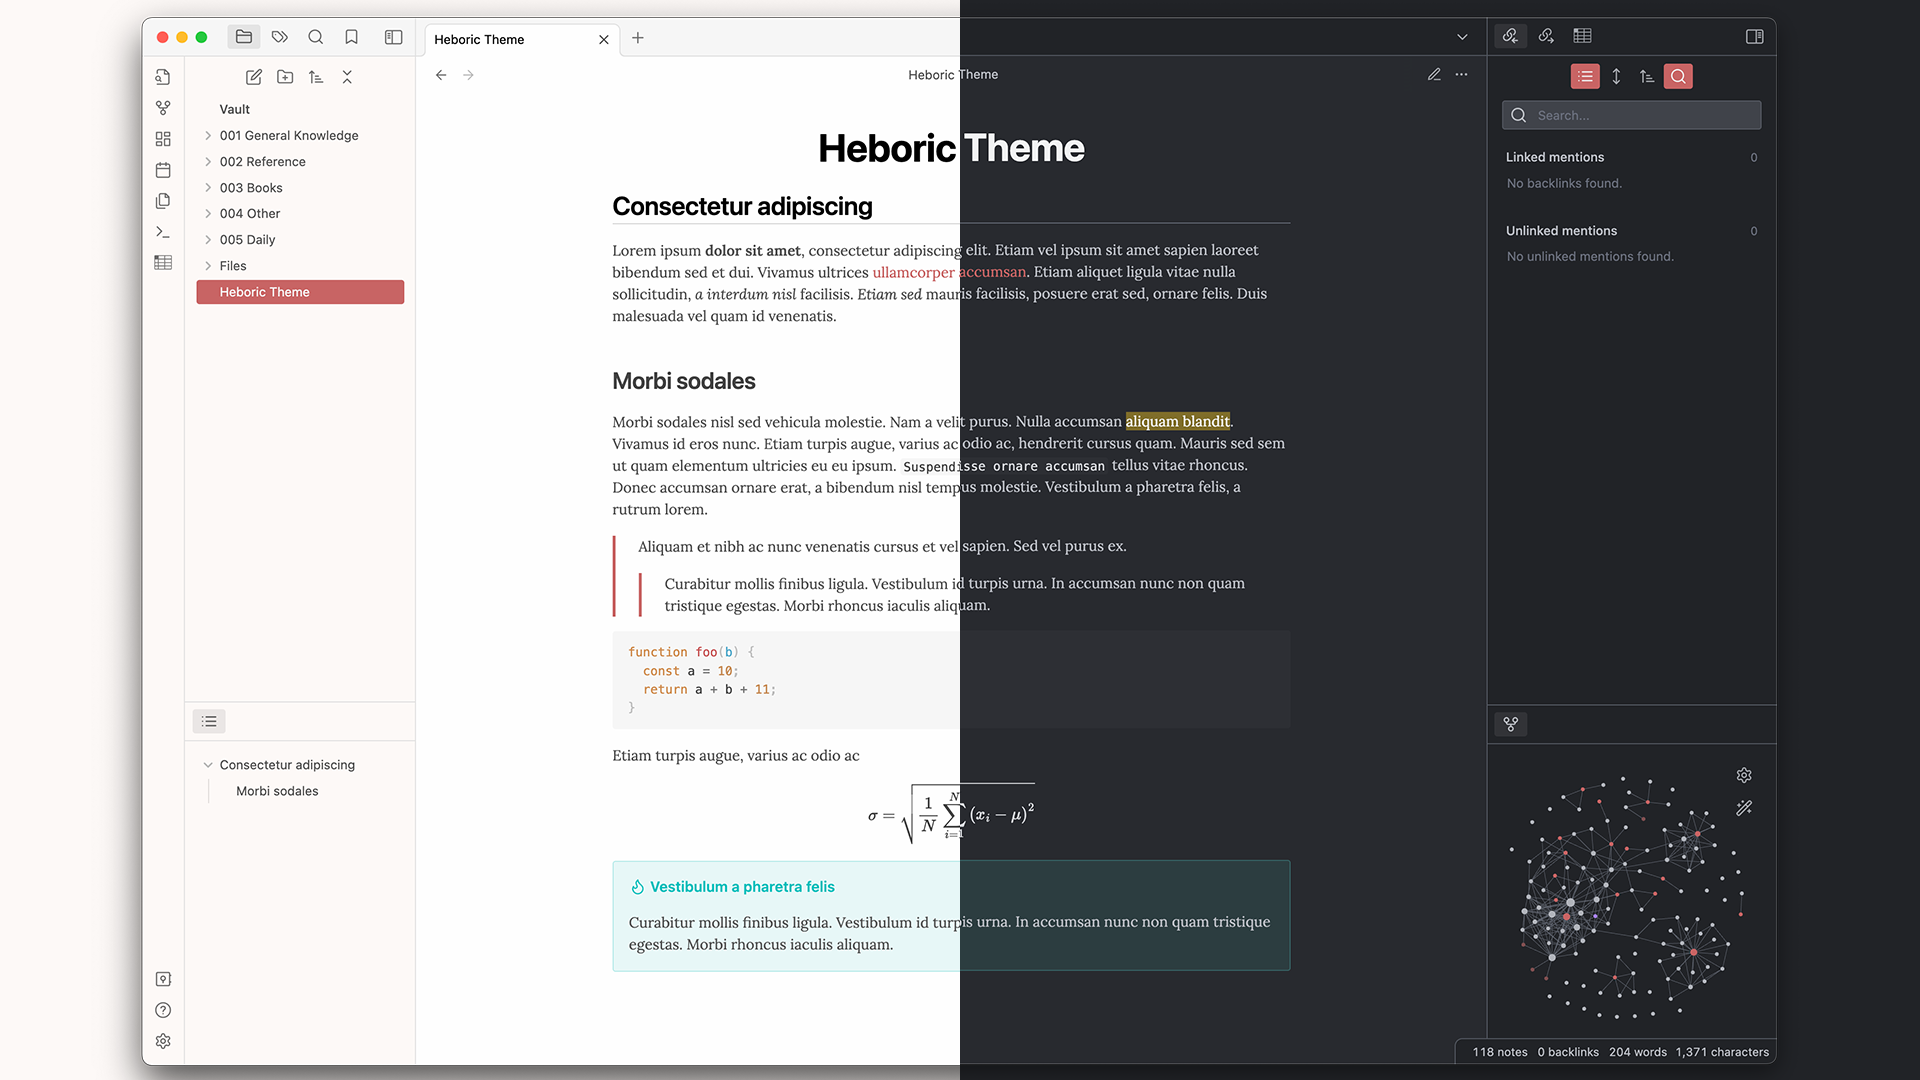 Heboric Theme
Heboric Theme
Vault
001 General Knowledge
002 Reference
003 Books
004 Other
005 Daily
Files
Heboric Theme
Consectetur adipiscing
Morbi sodales
Heboric Theme
Consectetur adipiscing
Lorem ipsum dolor sit amet, consectetur adipiscing elit. Etiam vel ipsum sit amet sapien laoreet
bibendum sed et dui. Vivamus ultrices ullamcorper accumsan. Etiam aliquet ligula vitae nulla
sollicitudin, a interdum nisl facilisis. Etiam sed mauris facilisis, posuere erat sed, ornare felis. Duis
malesuada vel quam id venenatis.
Morbi sodales
Morbi sodales nisl sed vehicula molestie. Nam a velit purus. Nulla accumsan aliquam blandit.
Vivamus id eros nunc. Etiam turpis augue, varius ac odio ac, hendrerit cursus quam. Mauris sed sem
ut quam elementum ultricies eu eu ipsum. Suspendisse ornare accumsan tellus vitae rhoncus.
Donec accumsan ornare erat, a bibendum nisl tempus molestie. Vestibulum a pharetra felis, a
rutrum lorem.
Aliquam et nibh ac nunc venenatis cursus et vel sapien. Sed vel purus ex.
Curabitur mollis finibus ligula. Vestibulum id turpis urna. In accumsan nunc non quam
tristique egestas. Morbi rhoncus iaculis aliquam.
function foo(b) {
  const a = 10;
  return a + b + 11;
}
Etiam turpis augue, varius ac odio ac
σ = √(1/N ∑_{i=1}^{N} (x_i − μ)²)
Vestibulum a pharetra felis
Curabitur mollis finibus ligula. Vestibulum id turpis urna. In accumsan nunc non quam tristique
egestas. Morbi rhoncus iaculis aliquam.
Search...
Linked mentions 0
No backlinks found.
Unlinked mentions 0
No unlinked mentions found.
118 notes 0 backlinks 204 words 1,371 characters